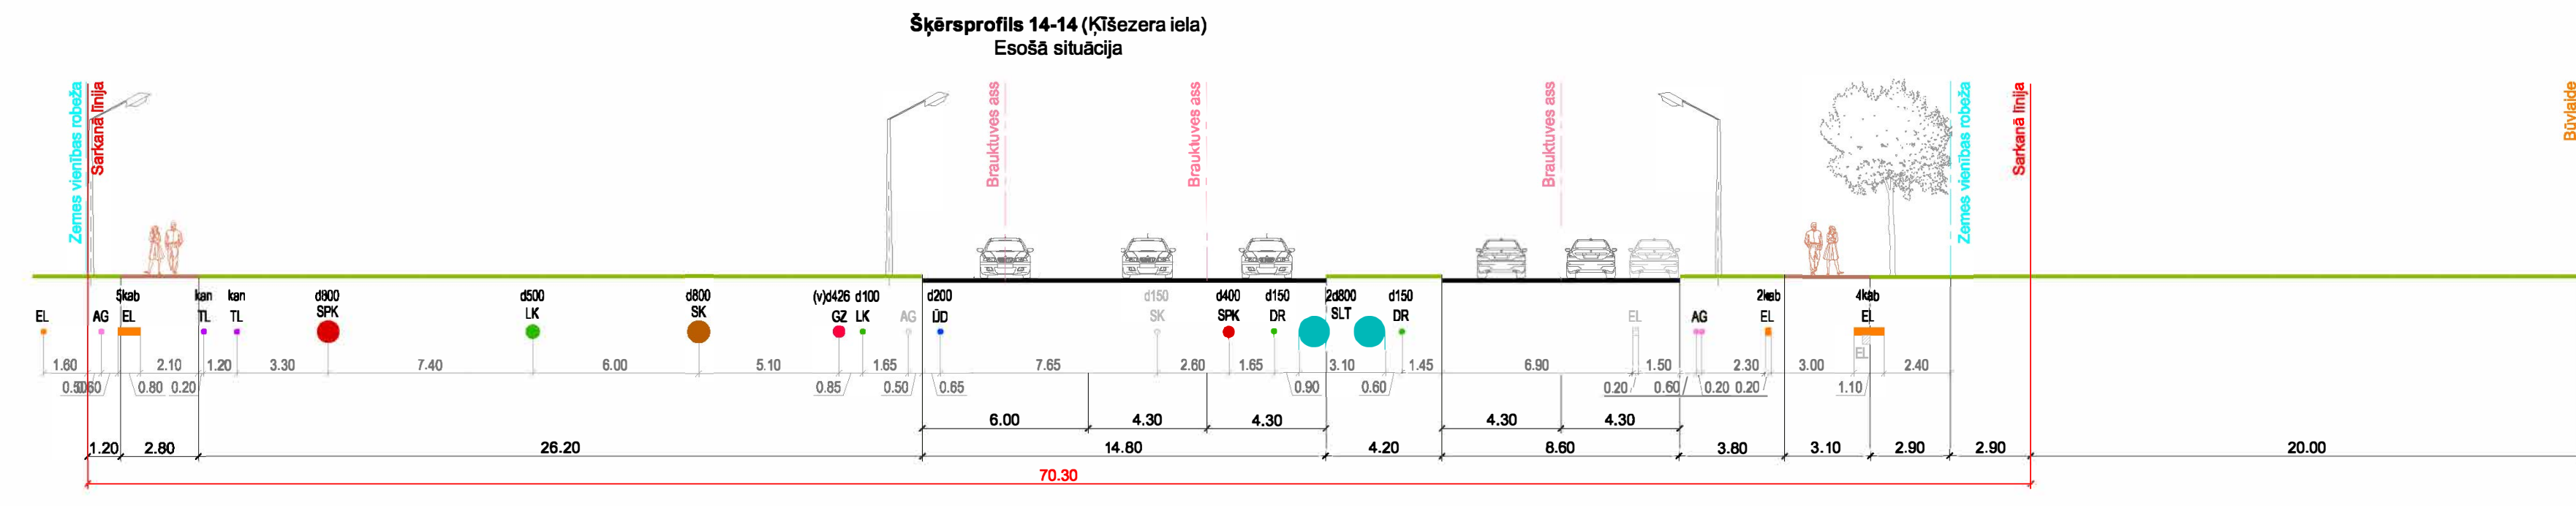 Šķērsprofils 14-14 (Ķīšezera iela)
Esošā situācija
Zemes vienības robeža
Sarkanā līnija
Brauktuves ass
Brauktuves ass
Brauktuves ass
Zemes vienības robeža
Sarkanā līnija
Būvlaide
5kab kan kan d800 d500 d800 (v)d426 d100 d200 d150 d400 d150 2d800 d150 2kab 4kab
EL AG EL TL TL SPK LK SK GZ LK AG ŪD SK SPK DR SLT DR EL AG EL EL
EL
1.60 2.10 1.20 3.30 7.40 6.00 5.10 1.65 7.65 2.60 1.65 3.10 1.45 6.90 1.50 2.30 3.00 2.40
0.50 0.60 0.80 0.20 0.85 0.50 0.65 0.90 0.60 0.20 0.60 0.20 0.20 1.10
6.00 4.30 4.30 4.30 4.30
1.20 2.80 26.20 14.80 4.20 8.60 3.80 3.10 2.90 2.90 20.00
70.30